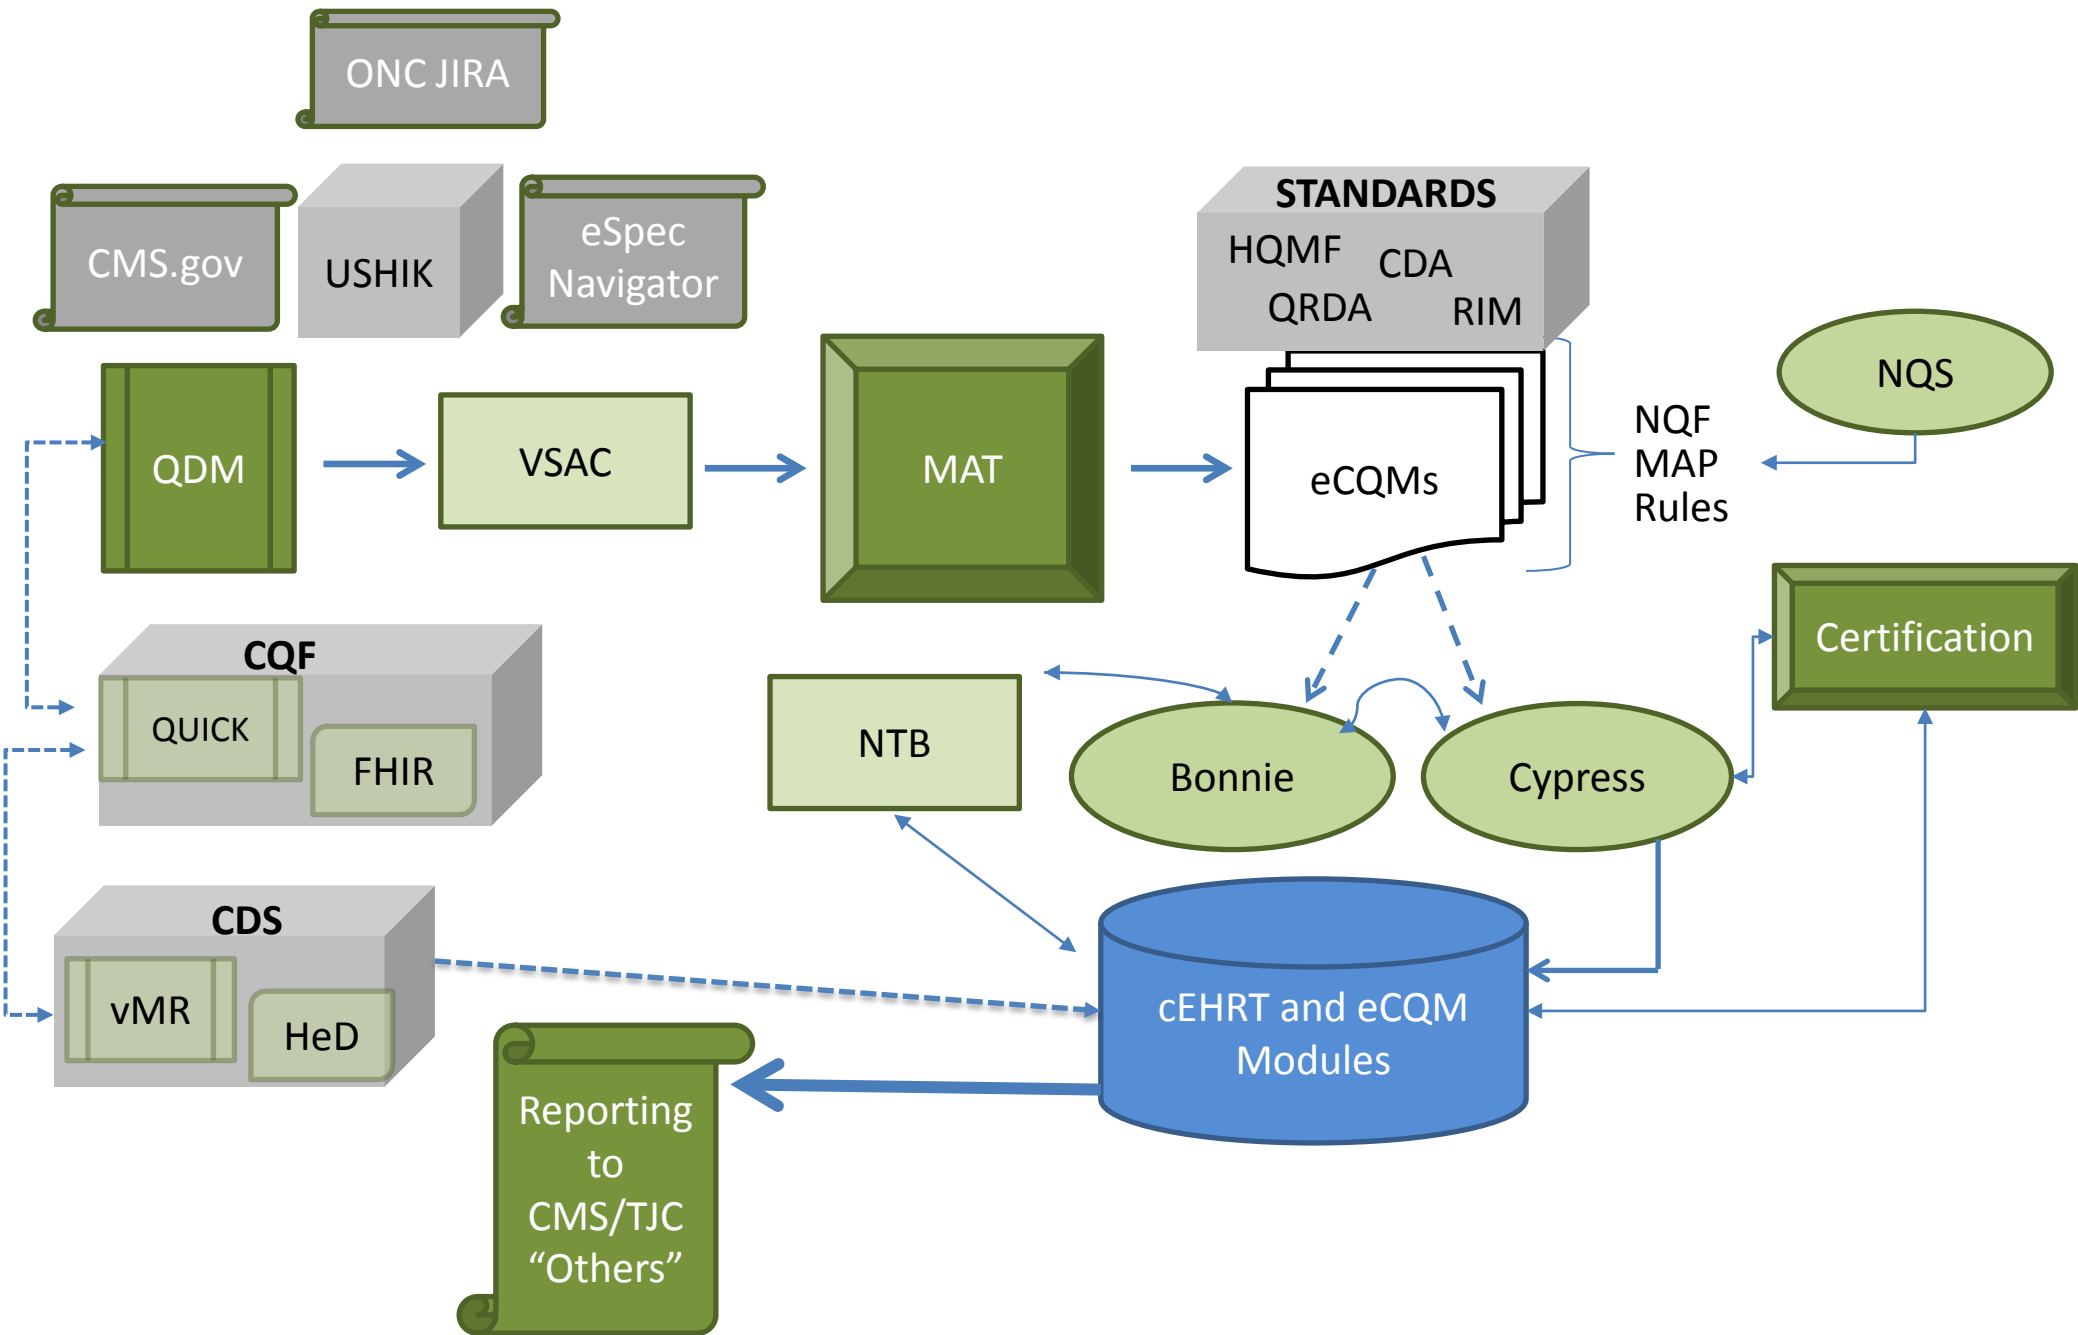 ONC JIRA
CMS.gov
USHIK
eSpec
Navigator
STANDARDS
HQMF
CDA
QRDA
RIM
NQS
QDM
VSAC
MAT
eCQMs
NQF
MAP
Rules
Certification
CQF
QUICK
FHIR
NTB
Bonnie
Cypress
CDS
vMR
HeD
cEHRT and eCQM
Modules
Reporting
to
CMS/TJC
“Others”